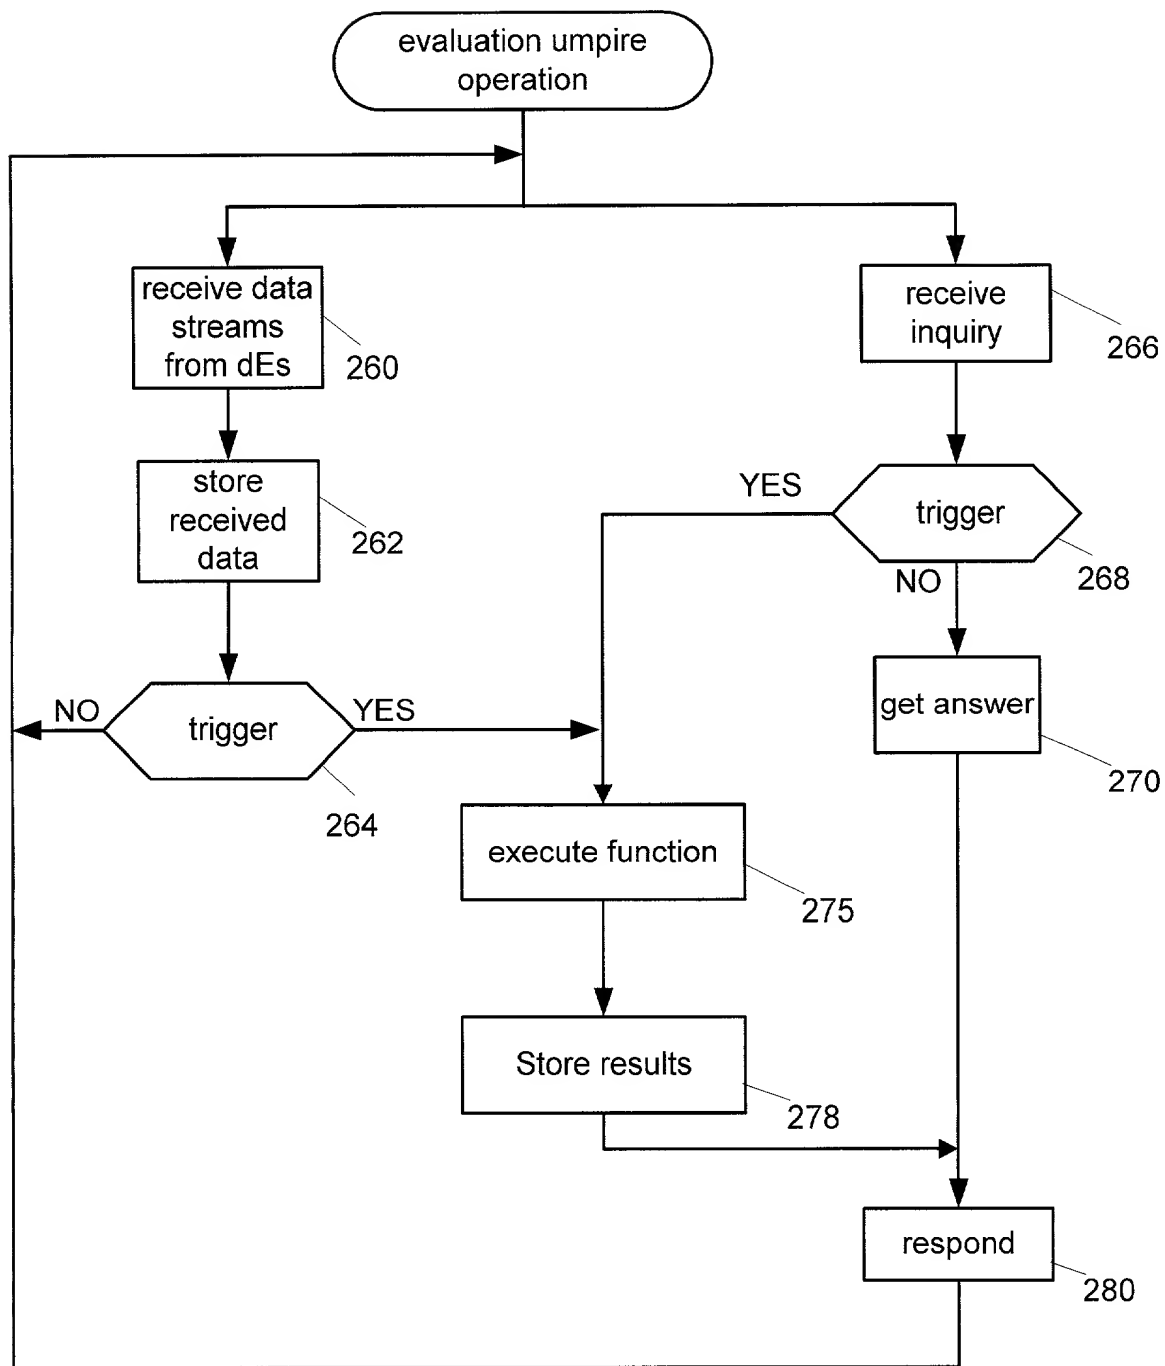 evaluation umpire
operation
receive data
streams
from dEs
260
receive
inquiry
266
store
received
data
262
YES
trigger
268
NO
NO
trigger
YES
264
get answer
270
execute function
275
Store results
278
respond
280